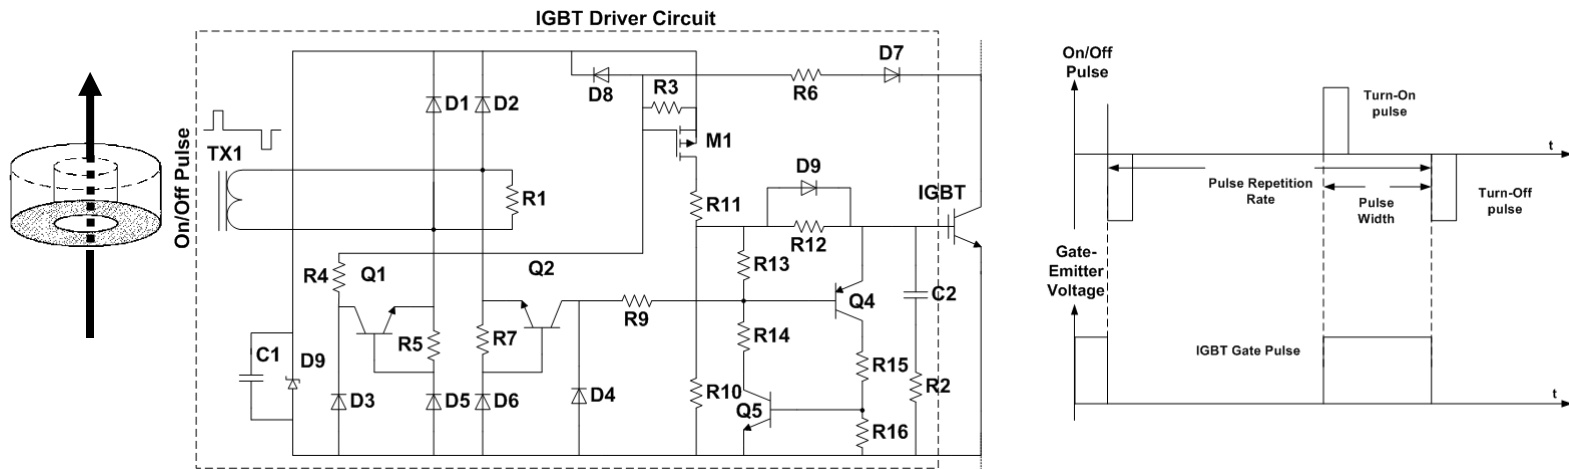 IGBT Driver Circuit
On/Off Pulse
TX1
D1
D2
D8
R3
M1
R6
D7
R1
R11
D9
R12
IGBT
R4
Q1
Q2
R13
Q4
C2
R5
R7
R9
R14
C1
D9
R15
R2
D3
D5
D6
D4
R10
Q5
R16
On/Off
Pulse
Turn-On
pulse
t
Pulse Repetition
Rate
Pulse
Width
Turn-Off
pulse
Gate-
Emitter
Voltage
IGBT Gate Pulse
t